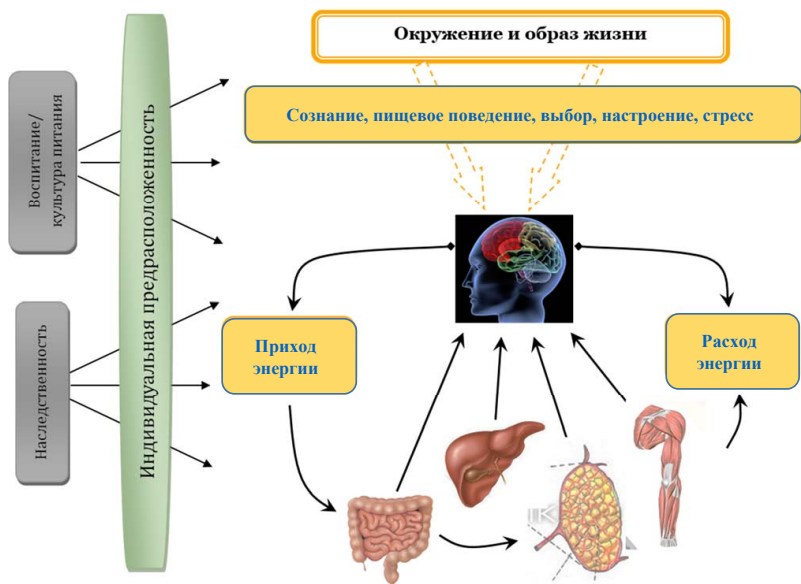 Окружение и образ жизни
Сознание, пищевое поведение, выбор, настроение, стресс
Воспитание/
культура питания
Индивидуальная предрасположенность
Наследственность
Приход
энергии
Расход
энергии